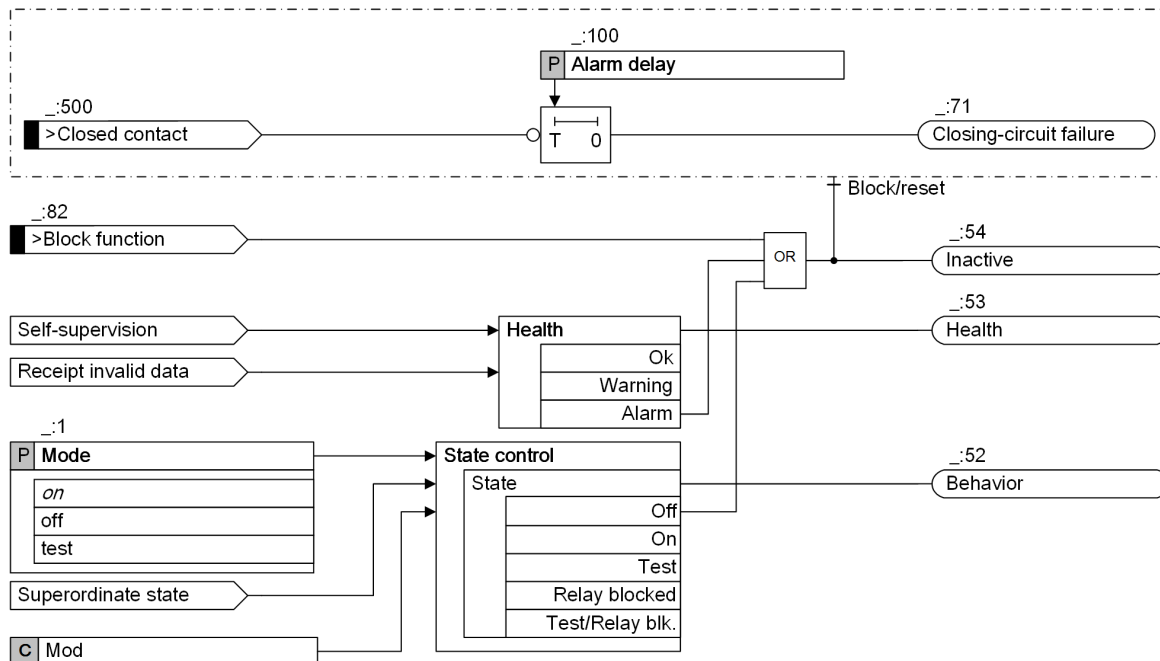 _:100
P Alarm delay
_:500
>Closed contact
_:71
T 0
Closing-circuit failure
Block/reset
_:82
>Block function
_:54
OR
Inactive
_:53
Self-supervision
Health
Health
Ok
Receipt invalid data
Warning
Alarm
_:1
P Mode
State control
_:52
State
Behavior
on
Off
off
On
test
Test
Superordinate state
Relay blocked
Test/Relay blk.
C Mod